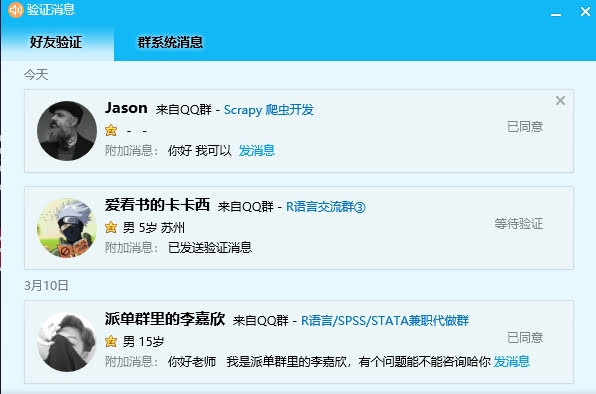 验证消息
好友验证 群系统消息
今天
Jason 来自QQ群 - Scrapy 爬虫开发
- -
已同意
附加消息： 你好 我可以 发消息
爱看书的卡卡西 来自QQ群 - R语言交流群③
男 5岁 苏州
等待验证
附加消息： 已发送验证消息
3月10日
派单群里的李嘉欣 来自QQ群 - R语言/SPSS/STATA兼职代做群
男 15岁
已同意
附加消息： 你好老师 我是派单群里的李嘉欣，有个问题能不能咨询哈你 发消息